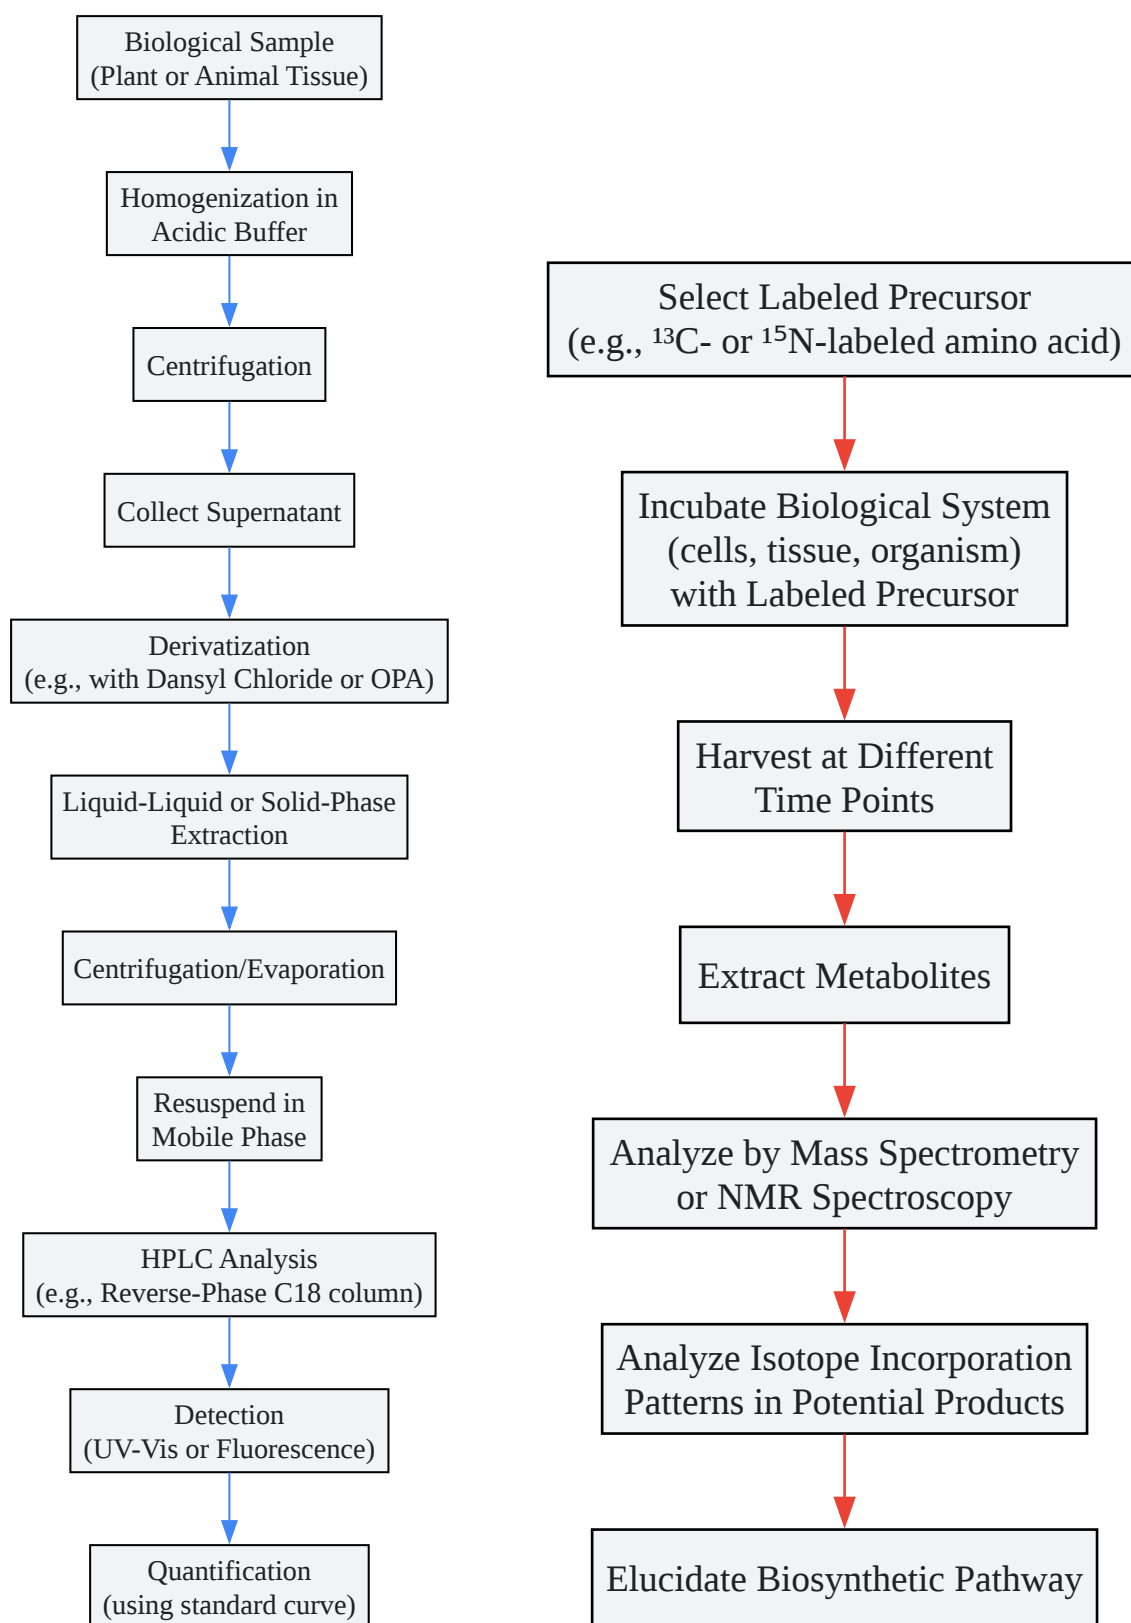 Biological Sample
(Plant or Animal Tissue)
Homogenization in
Acidic Buffer
Centrifugation
Collect Supernatant
Derivatization
(e.g., with Dansyl Chloride or OPA)
Liquid-Liquid or Solid-Phase
Extraction
Centrifugation/Evaporation
Resuspend in
Mobile Phase
HPLC Analysis
(e.g., Reverse-Phase C18 column)
Detection
(UV-Vis or Fluorescence)
Quantification
(using standard curve)
Select Labeled Precursor
(e.g., ¹³C- or ¹⁵N-labeled amino acid)
Incubate Biological System
(cells, tissue, organism)
with Labeled Precursor
Harvest at Different
Time Points
Extract Metabolites
Analyze by Mass Spectrometry
or NMR Spectroscopy
Analyze Isotope Incorporation
Patterns in Potential Products
Elucidate Biosynthetic Pathway